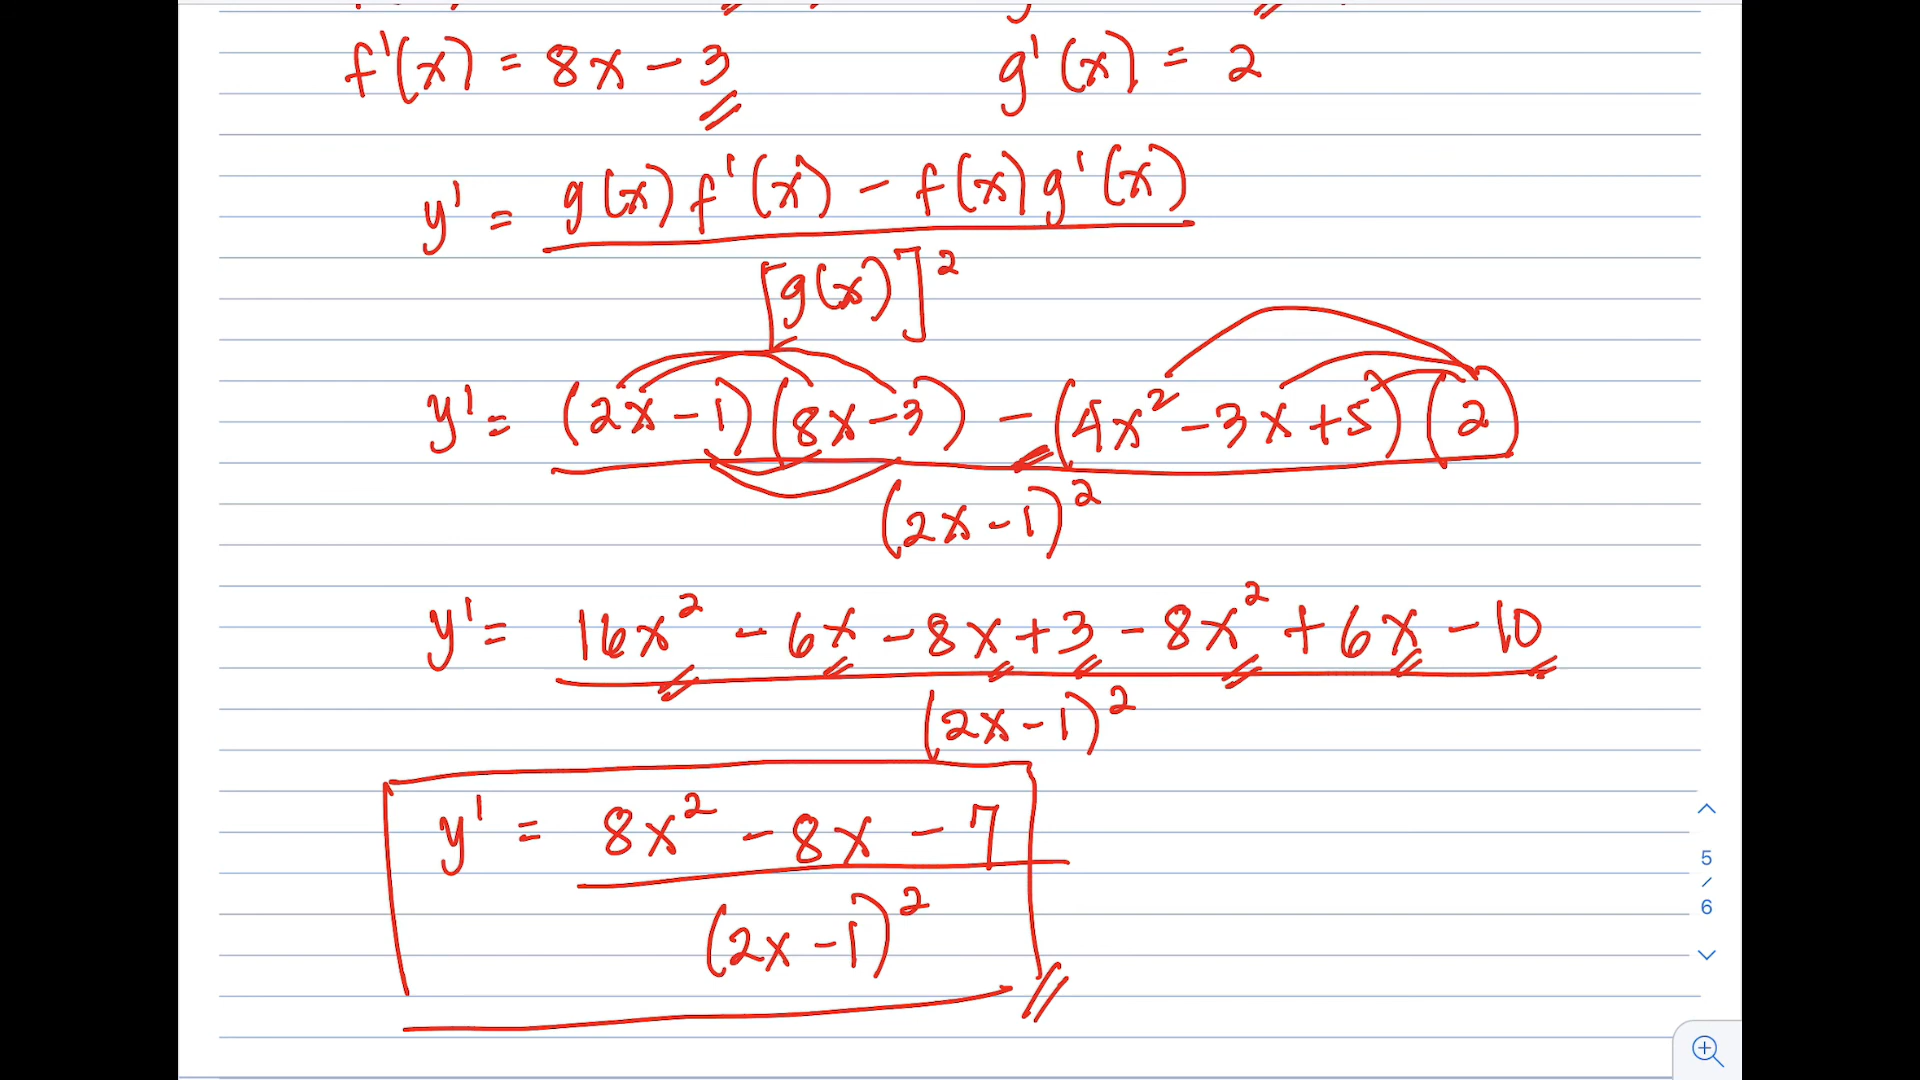 f'(x) = 8x - 3    g'(x) = 2
y' = g(x) f'(x) - f(x) g'(x)
[g(x)]²
y' = (2x - 1)(8x - 3) - (4x² - 3x + 5)(2)
(2x - 1)²
y' = 16x² - 6x - 8x + 3 - 8x² + 6x - 10
(2x - 1)²
y' = 8x² - 8x - 7
(2x - 1)²
5
/
6